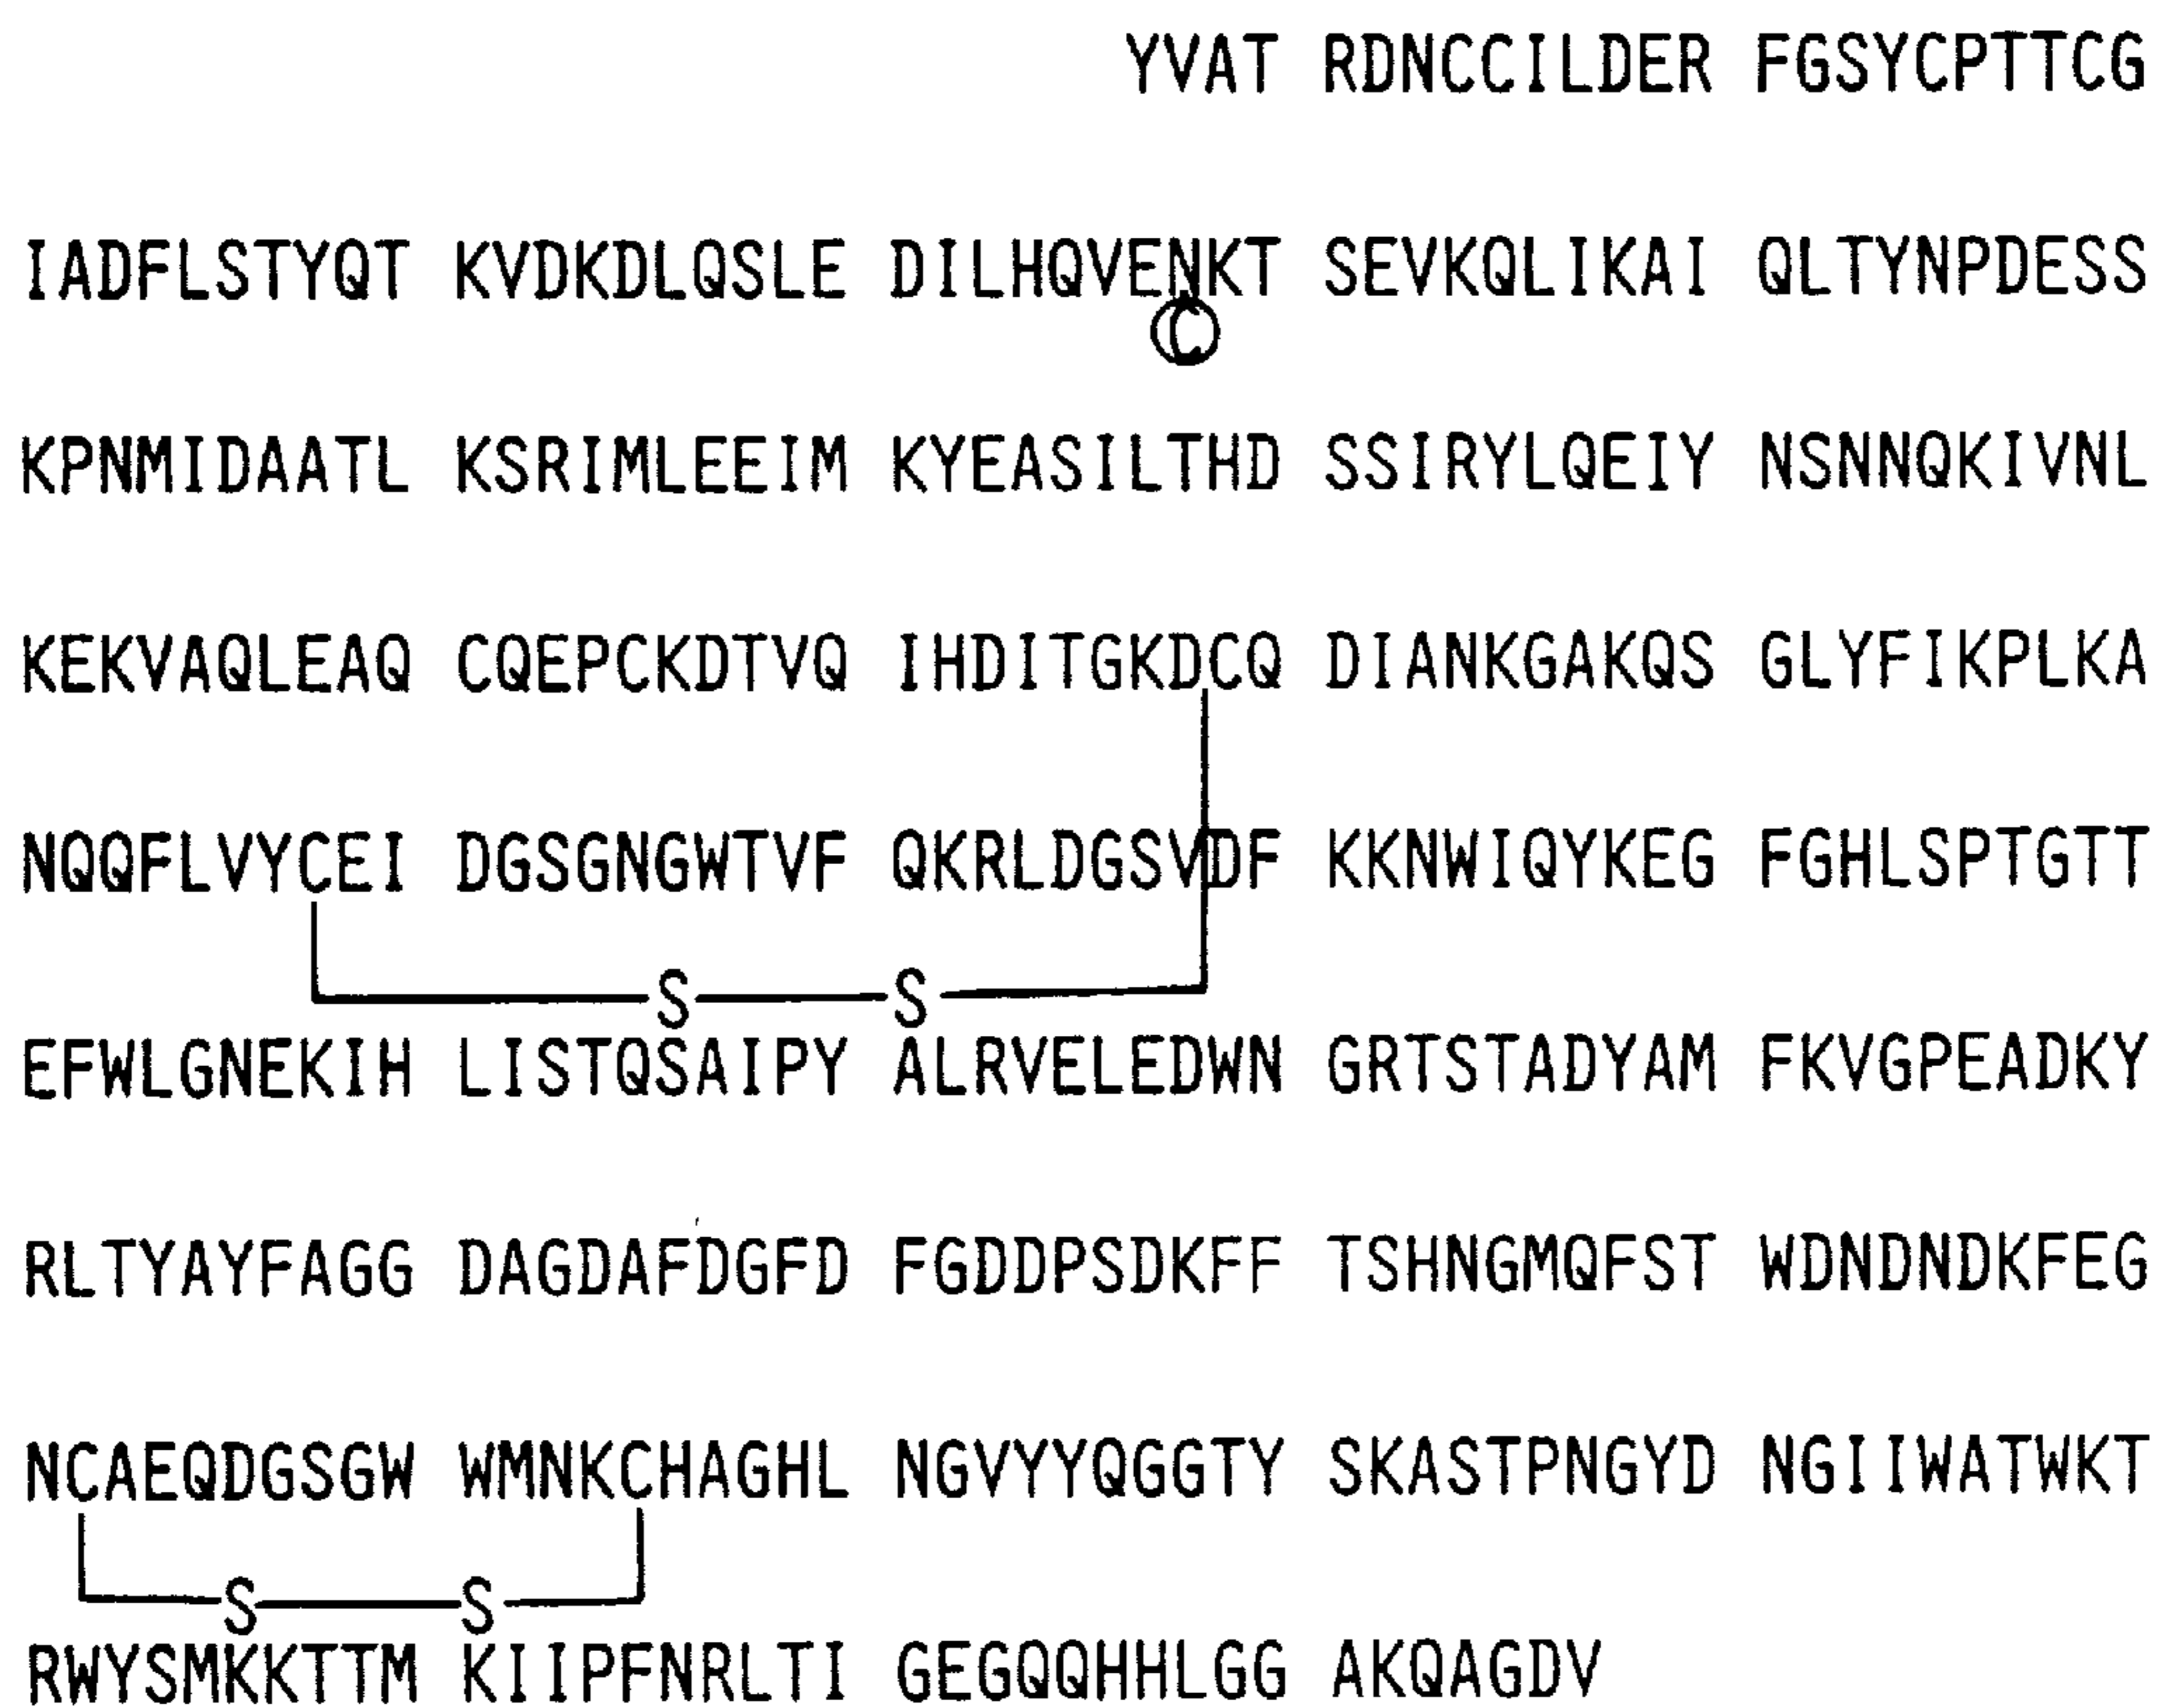 YVAT RDNCCILDER FGSYCPTTCG
IADFLSTYQT KVDKDLQSLE DILHQVENKT SEVKQLIKAI QLTYNPDESS
C
KPNMIDAATL KSRIMLEEIM KYEASILTHD SSIRYLQEIY NSNNQKIVNL
KEKVAQLEAQ CQEPCKDTVQ IHDITGKDCQ DIANKGAKQS GLYFIKPLKA
NQQFLVYCEI DGSGNGWTVF QKRLDGSVDF KKNWIQYKEG FGHLSPTGTT
S S
EFWLGNEKIH LISTQSAIPY ALRVELEDWN GRTSTADYAM FKVGPEADKY
RLTYAYFAGG DAGDAFDGFD FGDDPSDKFF TSHNGMQFST WDNDNDKFEG
NCAEQDGSGW WMNKCHAGHL NGVYYQGGTY SKASTPNGYD NGIIWATWKT
S S
RWYSMKKTTM KIIPFNRLTI GEGQQHHLGG AKQAGDV